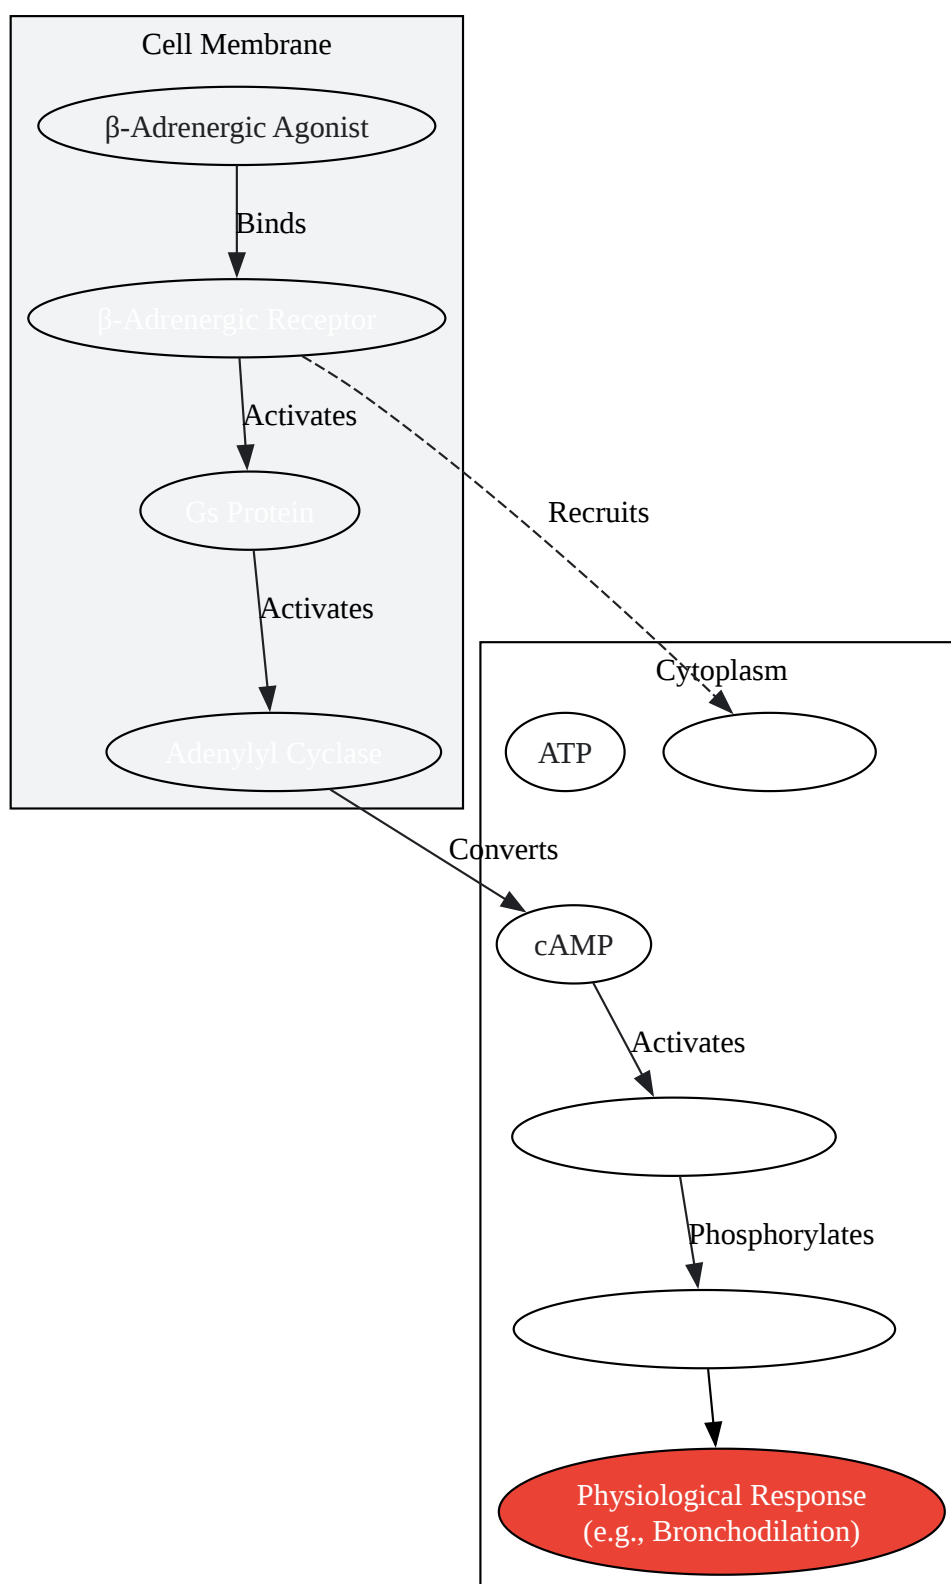 Cell Membrane
β-Adrenergic Agonist
Binds
β-Adrenergic Receptor
Activates
Gs Protein
Recruits
Activates
Cytoplasm
Adenylyl Cyclase
ATP
Converts
cAMP
Activates
Phosphorylates
Physiological Response
(e.g., Bronchodilation)